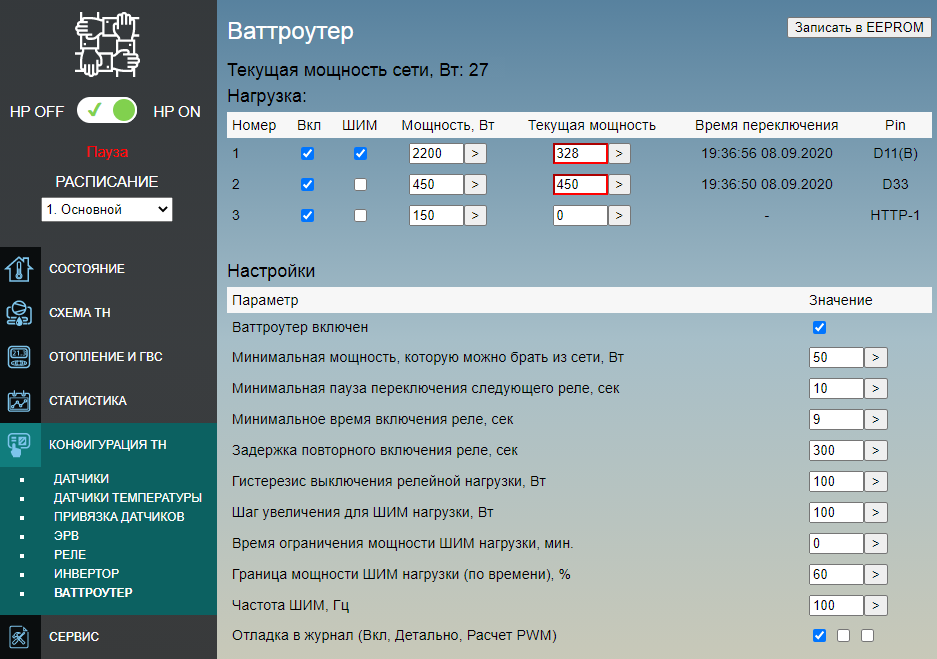 HP OFF
HP ON
Пауза
РАСПИСАНИЕ
1. Основной
СОСТОЯНИЕ
СХЕМА ТН
ОТОПЛЕНИЕ И ГВС
СТАТИСТИКА
КОНФИГУРАЦИЯ ТН
ДАТЧИКИ
ДАТЧИКИ ТЕМПЕРАТУРЫ
ПРИВЯЗКА ДАТЧИКОВ
ЭРВ
РЕЛЕ
ИНВЕРТОР
ВАТТРОУТЕР
СЕРВИС
Ваттроутер
Записать в EEPROM
Текущая мощность сети, Вт: 27
Нагрузка:
Номер Вкл ШИМ Мощность, Вт Текущая мощность Время переключения Pin
1 2200 > 328 > 19:36:56 08.09.2020 D11(B)
2 450 > 450 > 19:36:50 08.09.2020 D33
3 150 > 0 > - HTTP-1
Настройки
Параметр Значение
Ваттроутер включен
Минимальная мощность, которую можно брать из сети, Вт 50 >
Минимальная пауза переключения следующего реле, сек 10 >
Минимальное время включения реле, сек 9 >
Задержка повторного включения реле, сек 300 >
Гистерезис выключения релейной нагрузки, Вт 100 >
Шаг увеличения для ШИМ нагрузки, Вт 100 >
Время ограничения мощности ШИМ нагрузки, мин. 0 >
Граница мощности ШИМ нагрузки (по времени), % 60 >
Частота ШИМ, Гц 100 >
Отладка в журнал (Вкл, Детально, Расчет PWM)